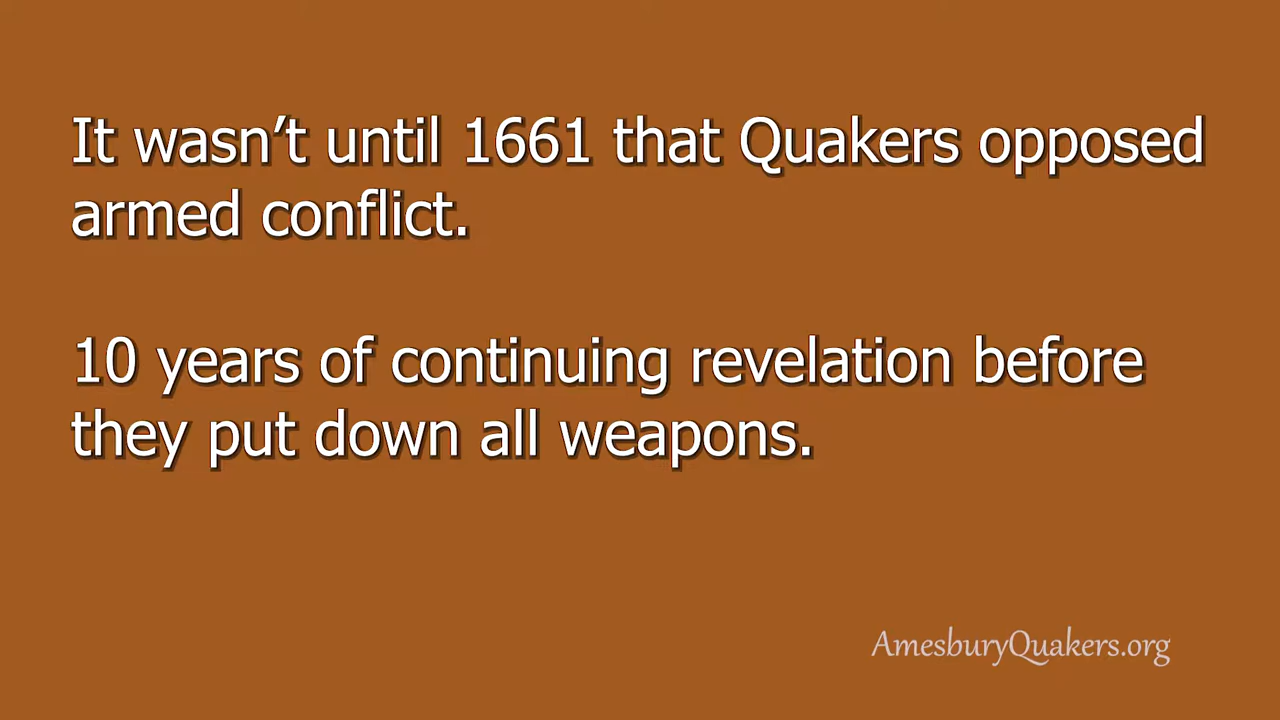 It wasn’t until 1661 that Quakers opposed
armed conflict.
10 years of continuing revelation before
they put down all weapons.
AmesburyQuakers.org